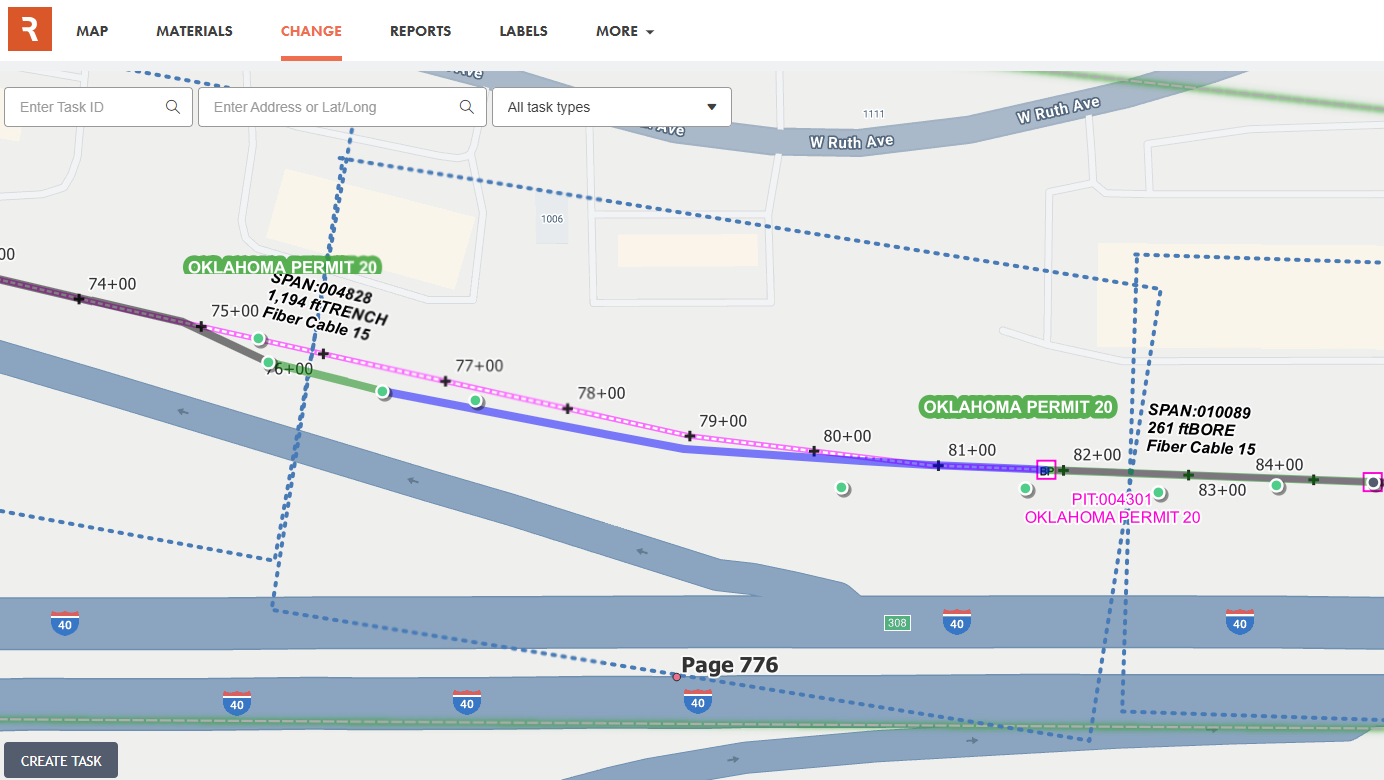 MAP MATERIALS CHANGE REPORTS LABELS MORE
Enter Task ID
Enter Address or Lat/Long
All task types
1111
W Ruth Ave
W Ruth Ave
1006
OKLAHOMA PERMIT 20
SPAN:004828
1,194 ftTRENCH
Fiber Cable 15
74+00
75+00
76+00
77+00
78+00
79+00
80+00
81+00
82+00
83+00
84+00
OKLAHOMA PERMIT 20
SPAN:010089
261 ftBORE
Fiber Cable 15
BP
PIT:004301
OKLAHOMA PERMIT 20
40
308
40
40
Page 776
40
40
40
CREATE TASK